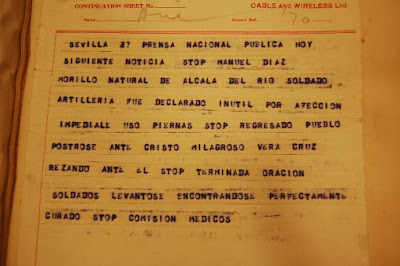 CONTINUATION SHEET No.
CABLE AND WIRELESS Ltd.
Name
Circuit Ref.
SEVILLA 27 PRENSA NACIONAL PUBLICA HOY
SIGUIENTE NOTICIA STOP MANUEL DIAZ
MORILLO NATURAL DE ALCALA DEL RIO SOLDADO
ARTILLERIA FUE DECLARADO INUTIL POR AFECCION
IMPEDIALE USO PIERNAS STOP REGRESADO PUEBLO
POSTROSE ANTE CRISTO MILAGROSO VERA CRUZ
REZANDO ANTE EL STOP TERMINADA ORACION
SOLDADOS LEVANTOSE ENCONTRANDOSE PERFECTAMENTE
CURADO STOP COMISION MEDICOS